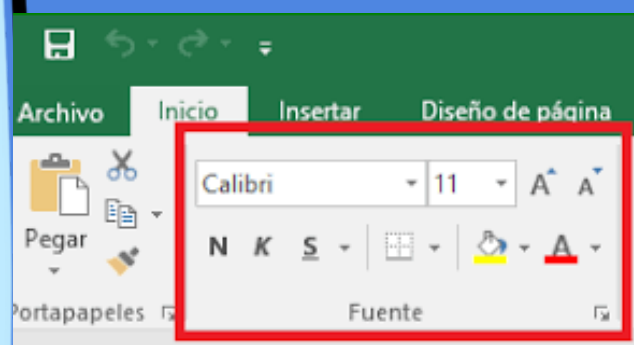 Archivo Inicio Insertar Diseño de página
Calibri 11 A A
Pegar N K S A
Portapapeles Fuente